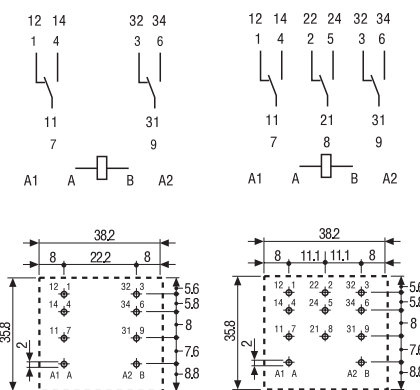 12 14 32 34
1 4 3 6
11 31
7 9
A1 A B A2
12 14 22 24 32 34
1 4 2 5 3 6
11 21 31
7 8 9
A1 A B A2
38.2
8 22.2 8
12 1 32 3
14 4 34 6
11 7 31 9
A1 A A2 B
35.8
2
5.6
5.8
8
7.6
8.8
38.2
8 11.1 11.1 8
12 1 22 2 32 3
14 4 24 5 34 6
11 7 21 8 31 9
A1 A A2 B
35.8
2
5.6
5.8
8
7.6
8.8